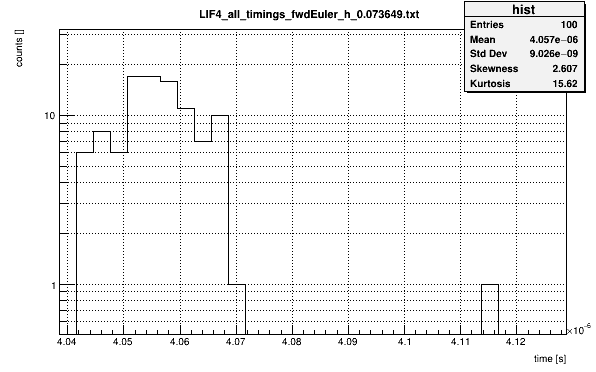 LIF4_all_timings_fwdEuler_h_0.073649.txt
hist
Entries 100
Mean 4.057e−06
Std Dev 9.026e−09
Skewness 2.607
Kurtosis 15.62
counts []
10
1
4.04 4.05 4.06 4.07 4.08 4.09 4.1 4.11 4.12
×10−6
time [s]